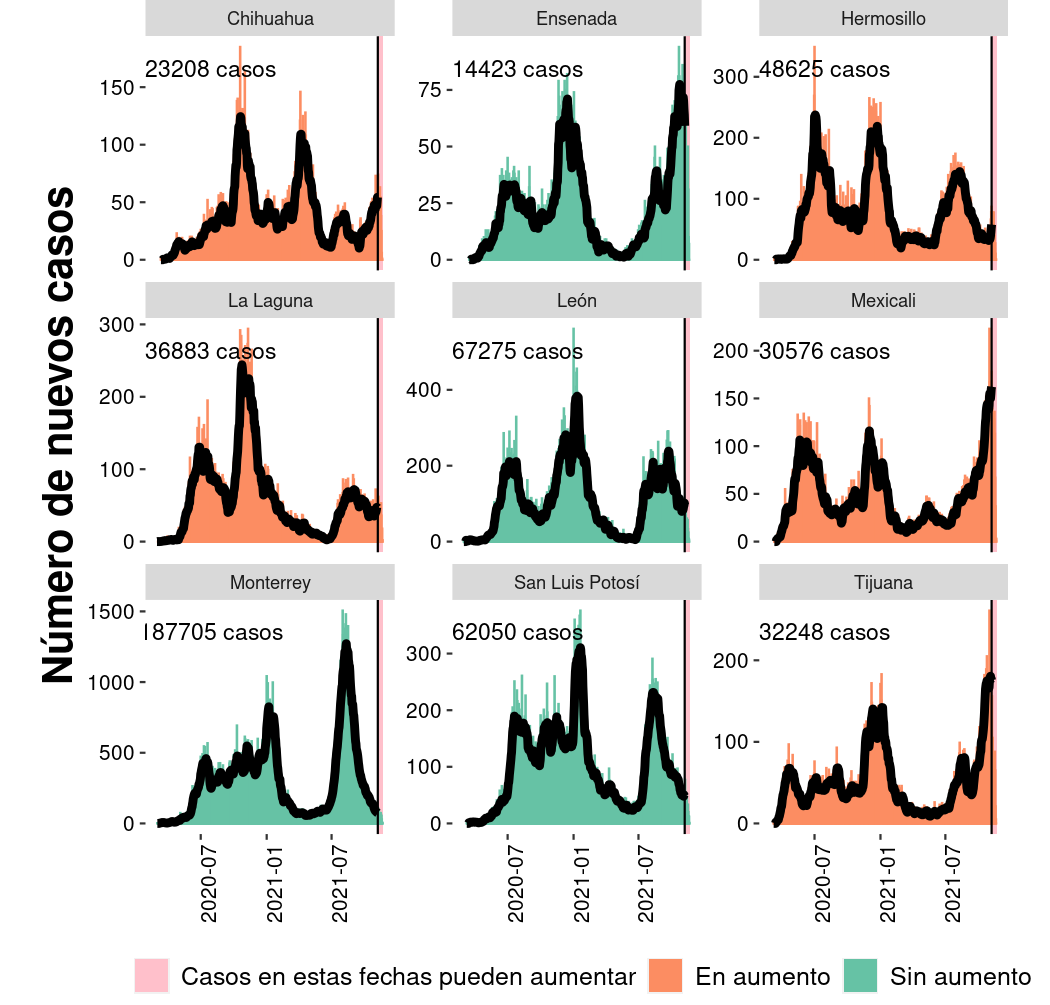 Número de nuevos casos
Chihuahua
23208 casos
150
100
50
0
Ensenada
14423 casos
75
50
25
0
Hermosillo
48625 casos
300
200
100
0
La Laguna
36883 casos
300
200
100
0
León
67275 casos
400
200
0
Mexicali
30576 casos
200
150
100
50
0
Monterrey
187705 casos
1500
1000
500
0
2020-07
2021-01
2021-07
San Luis Potosí
62050 casos
300
200
100
0
2020-07
2021-01
2021-07
Tijuana
32248 casos
200
100
0
2020-07
2021-01
2021-07
Casos en estas fechas pueden aumentar
En aumento
Sin aumento